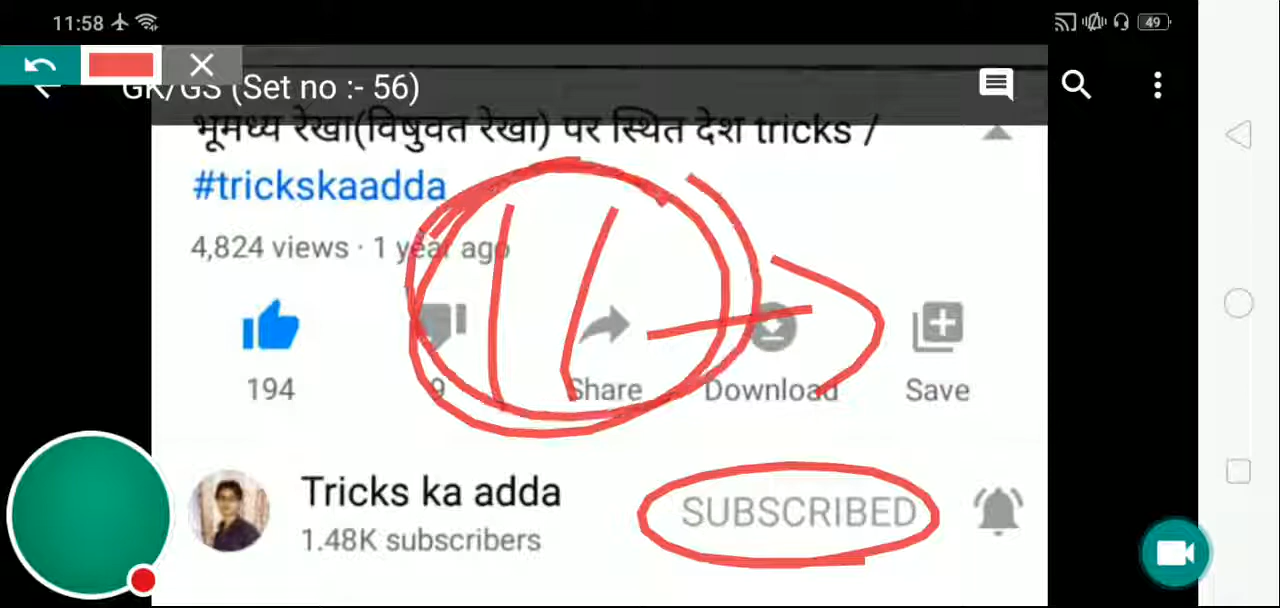 11:58
49
GK/GS (Set no :- 56)
भूमध्य रेखा(विषुवत रेखा) पर स्थित देश tricks /
#trickskaadda
4,824 views · 1 year ago
194 9 Share Download Save
Tricks ka adda
SUBSCRIBED
1.48K subscribers